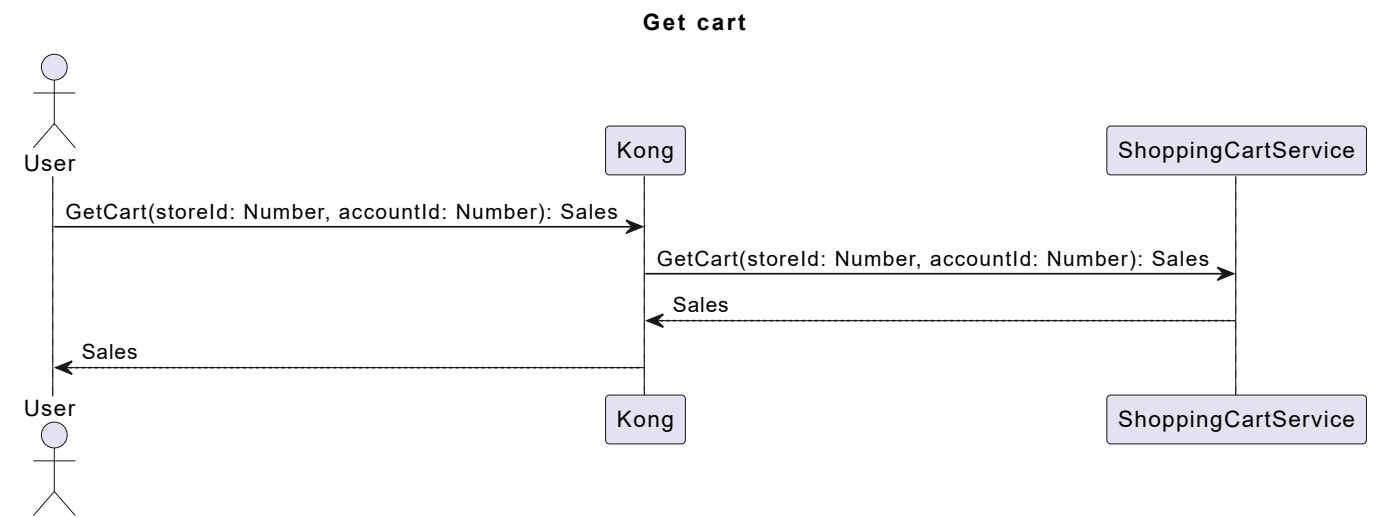 Get cart
User
Kong
ShoppingCartService
GetCart(storeId: Number, accountId: Number): Sales
GetCart(storeId: Number, accountId: Number): Sales
Sales
Sales
User
Kong
ShoppingCartService